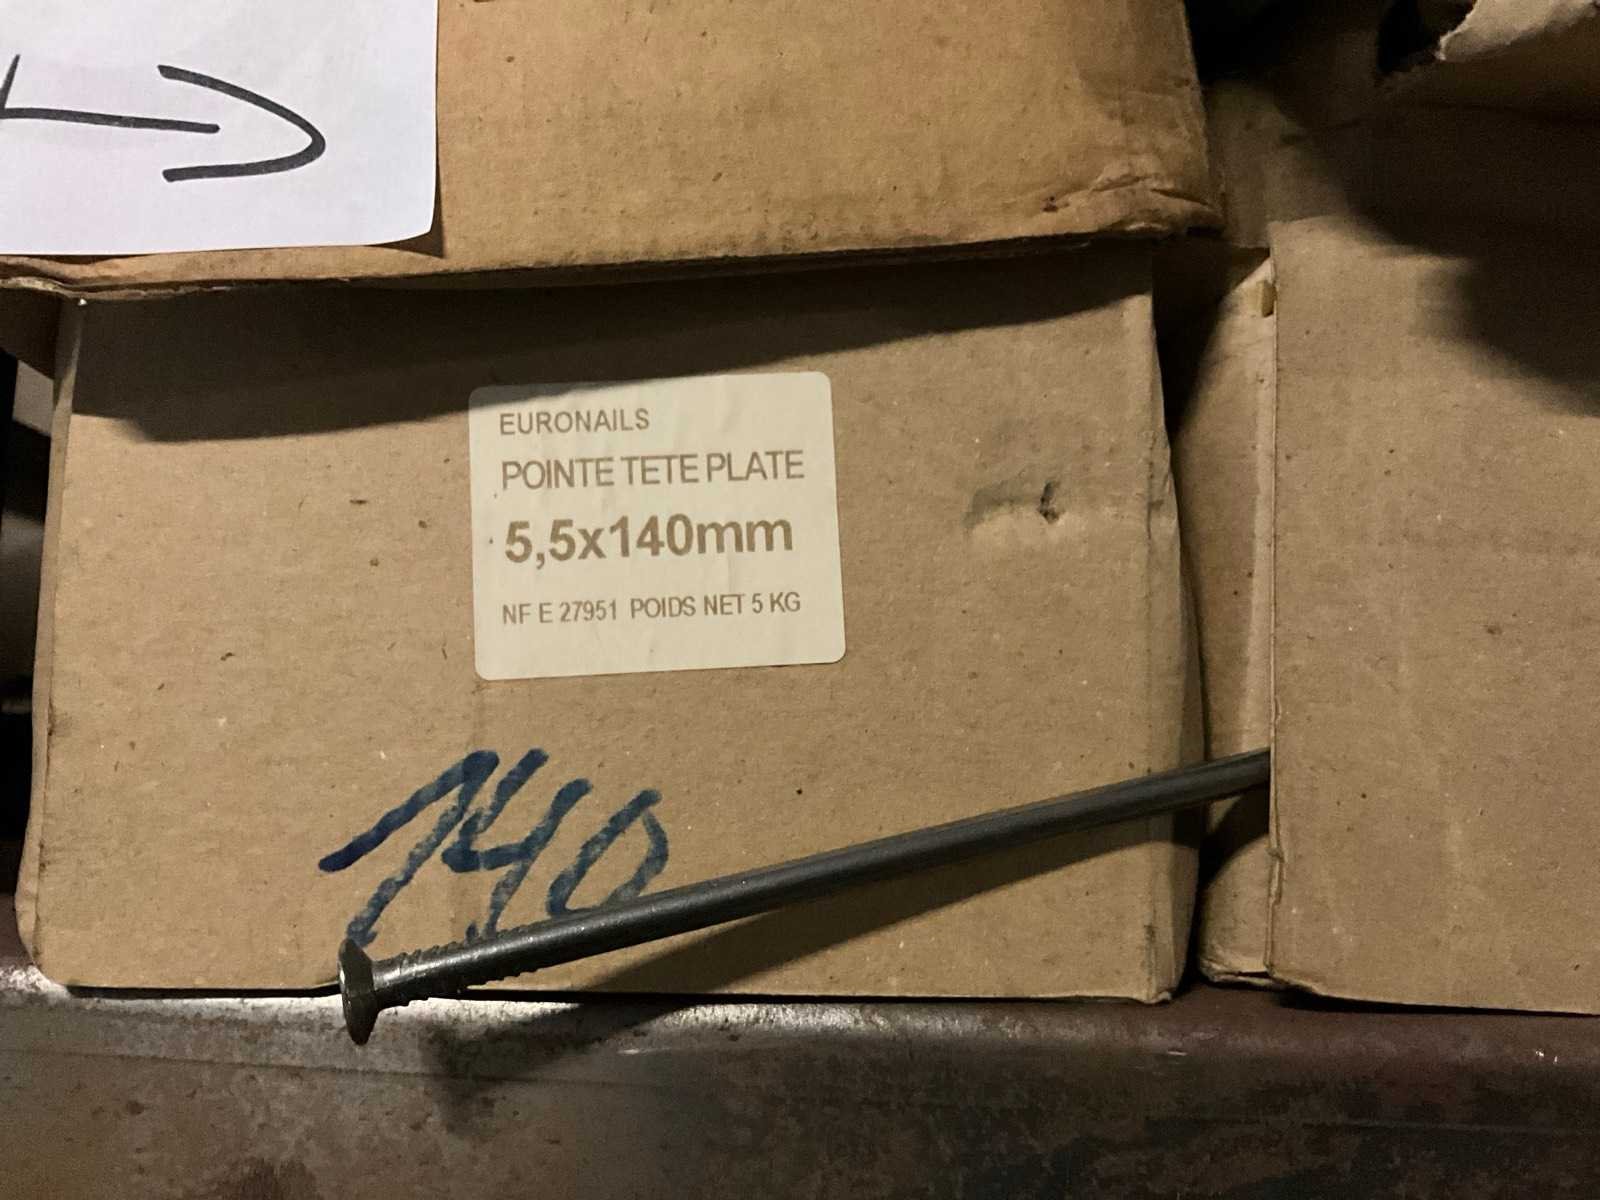 EURONAILS
POINTE TETE PLATE
5,5x140mm
NF E 27951 POIDS NET 5 KG
140